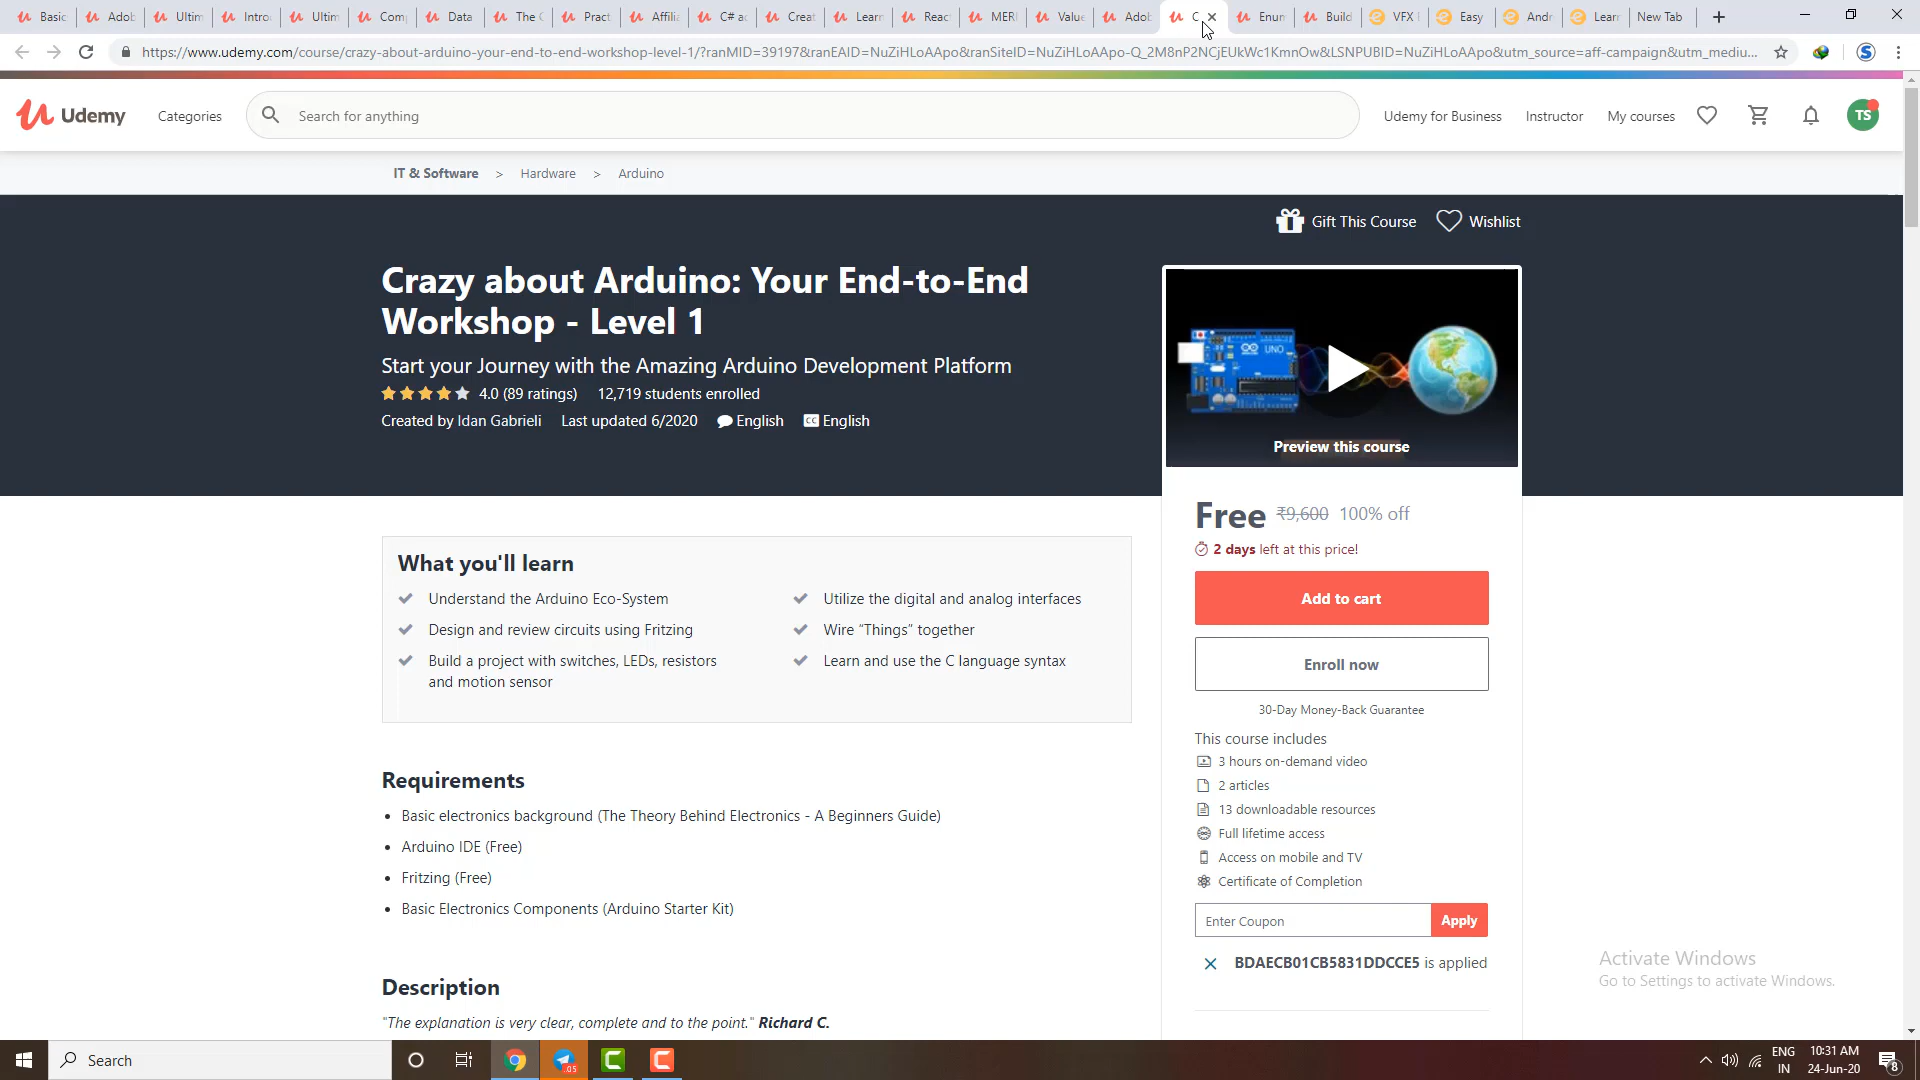 Basic
Adob
Ultim
Intro
Ultim
Com
Data
The C
Pract
Affilia
C# a
Creat
Learn
Reac
MERI
Value
Adob
C
Enum
Build
VFX
Easy
Andr
Learn
New Tab
https://www.udemy.com/course/crazy-about-arduino-your-end-to-end-workshop-level-1/?ranMID=39197&ranEAID=NuZiHLoAApo&ranSiteID=NuZiHLoAApo-Q_2M8nP2NCjEUkWc1KmnOw&LSNPUBID=NuZiHLoAApo&utm_source=aff-campaign&utm_mediu...
Udemy
Categories
Search for anything
Udemy for Business
Instructor
My courses
TS
IT & Software > Hardware > Arduino
Gift This Course
Wishlist
Crazy about Arduino: Your End-to-End
Workshop - Level 1
Start your Journey with the Amazing Arduino Development Platform
4.0 (89 ratings) 12,719 students enrolled
Created by Idan Gabrieli Last updated 6/2020 English CC English
UNO
Preview this course
Free ₹9,600 100% off
2 days left at this price!
Add to cart
Enroll now
30-Day Money-Back Guarantee
This course includes
3 hours on-demand video
2 articles
13 downloadable resources
Full lifetime access
Access on mobile and TV
Certificate of Completion
Enter Coupon
Apply
BDAECB01CB5831DDCCE5 is applied
What you'll learn
Understand the Arduino Eco-System
Design and review circuits using Fritzing
Build a project with switches, LEDs, resistors
and motion sensor
Utilize the digital and analog interfaces
Wire “Things” together
Learn and use the C language syntax
Requirements
Basic electronics background (The Theory Behind Electronics - A Beginners Guide)
Arduino IDE (Free)
Fritzing (Free)
Basic Electronics Components (Arduino Starter Kit)
Description
"The explanation is very clear, complete and to the point." Richard C.
Activate Windows
Go to Settings to activate Windows.
Search
ENG
IN
10:31 AM
24-Jun-20
8